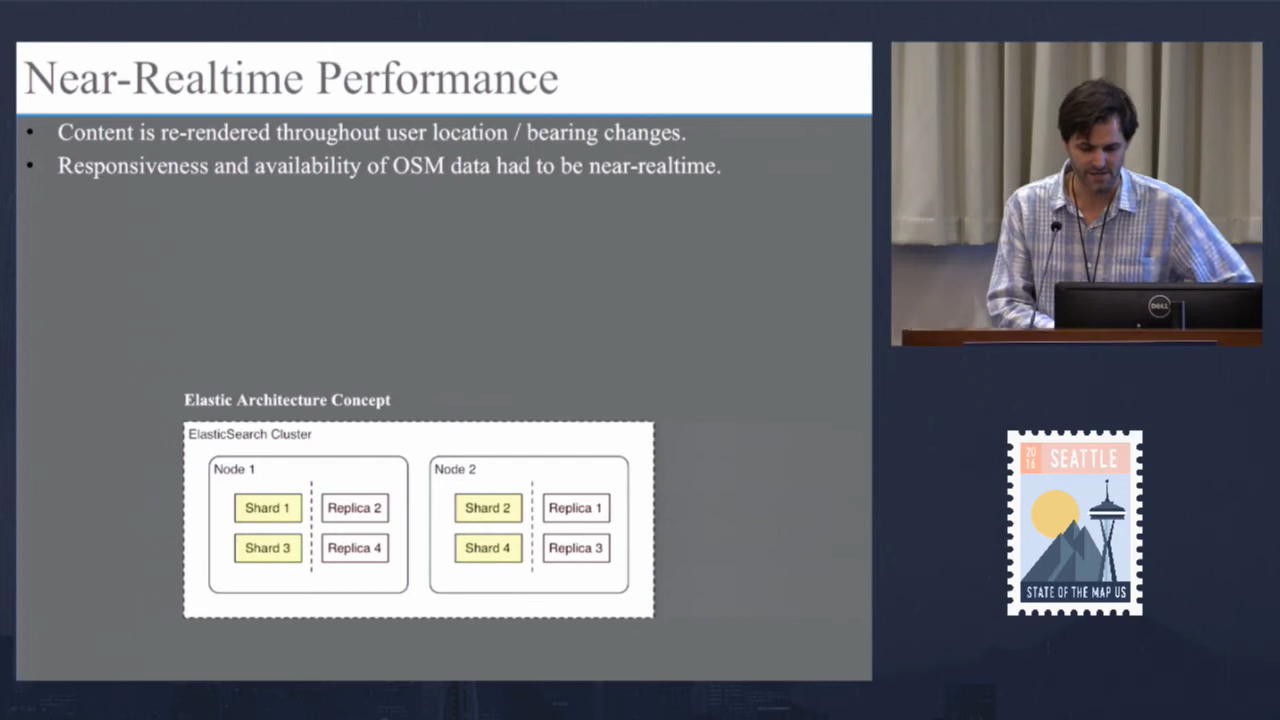 Near-Realtime Performance
• Content is re-rendered throughout user location / bearing changes.
• Responsiveness and availability of OSM data had to be near-realtime.
Elastic Architecture Concept
ElasticSearch Cluster
Node 1
Shard 1
Replica 2
Shard 3
Replica 4
Node 2
Shard 2
Replica 1
Shard 4
Replica 3
DELL
20
16
SEATTLE
STATE OF THE MAP US